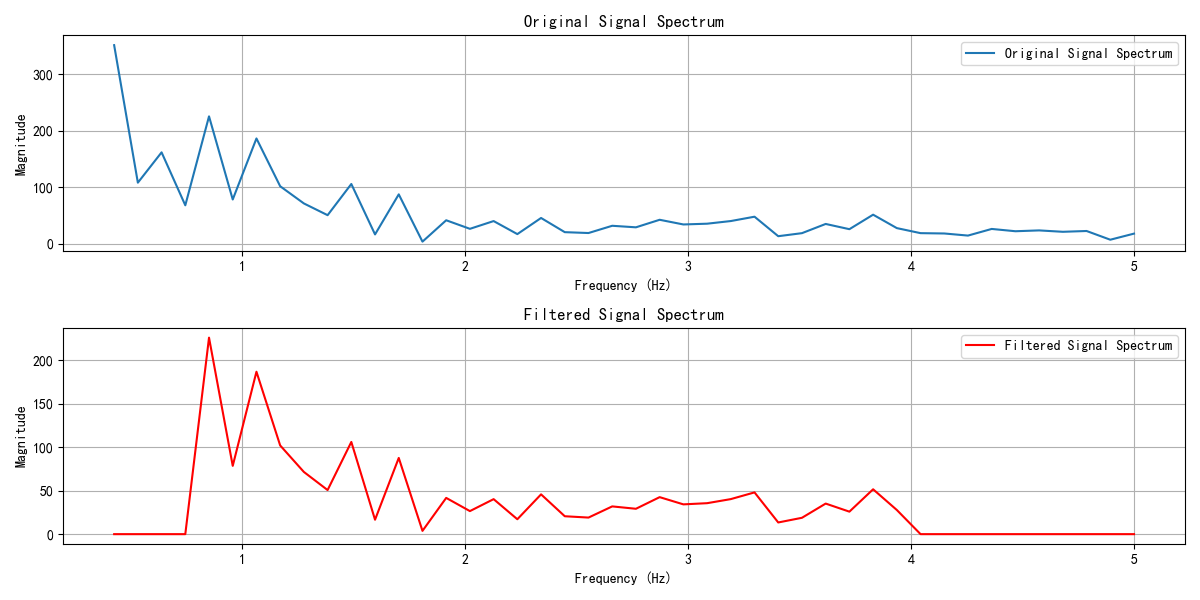 Original Signal Spectrum
Original Signal Spectrum
Magnitude
300
200
100
0
1 2 3 4 5
Frequency (Hz)
Filtered Signal Spectrum
Filtered Signal Spectrum
Magnitude
200
150
100
50
0
1 2 3 4 5
Frequency (Hz)